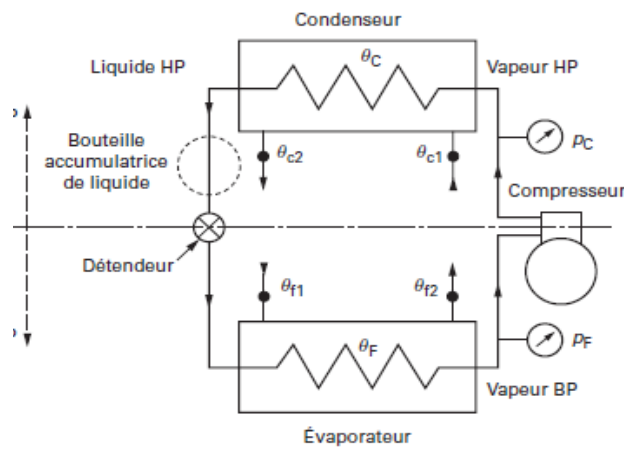 Condenseur
Liquide HP
θC
Vapeur HP
Bouteille
accumulatrice
de liquide
θc2
θc1
pC
Compresseur
Détendeur
θf1
θf2
θF
pF
Vapeur BP
Évaporateur